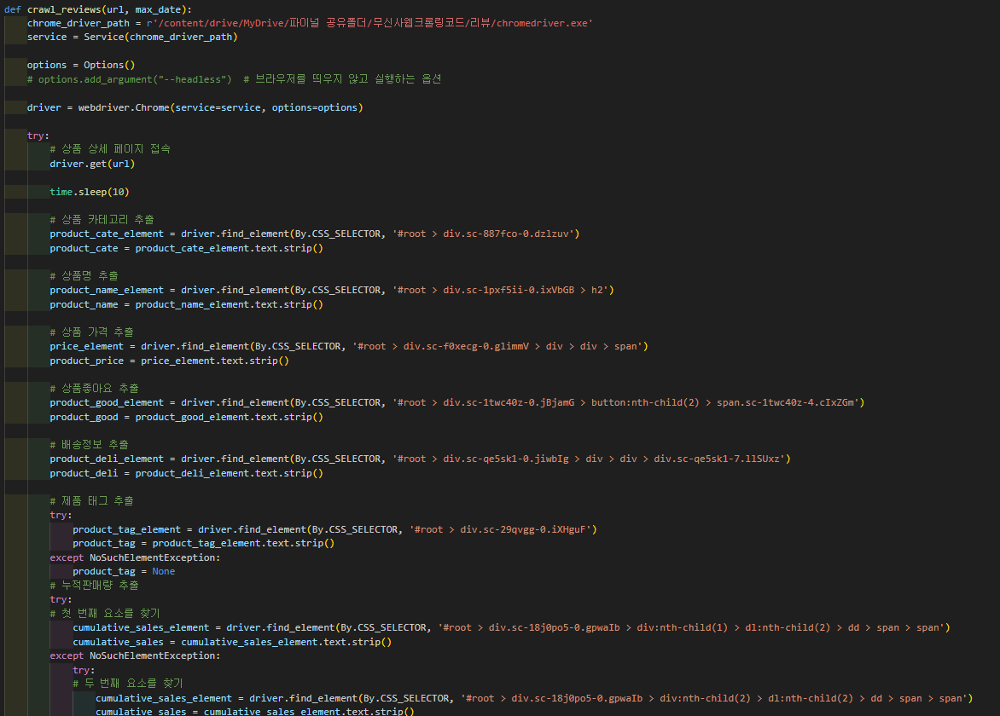 def crawl_reviews(url, max_date):
    chrome_driver_path = r'/content/drive/MyDrive/파이널 공유폴더/무신사웹크롤링코드/리뷰/chromedriver.exe'
    service = Service(chrome_driver_path)

    options = Options()
    # options.add_argument("--headless")  # 브라우저를 띄우지 않고 실행하는 옵션

    driver = webdriver.Chrome(service=service, options=options)

    try:
        # 상품 상세 페이지 접속
        driver.get(url)

        time.sleep(10)

        # 상품 카테고리 추출
        product_cate_element = driver.find_element(By.CSS_SELECTOR, '#root > div.sc-887fco-0.dzlzuv')
        product_cate = product_cate_element.text.strip()

        # 상품명 추출
        product_name_element = driver.find_element(By.CSS_SELECTOR, '#root > div.sc-1pxf5ii-0.ixVbGB > h2')
        product_name = product_name_element.text.strip()

        # 상품 가격 추출
        price_element = driver.find_element(By.CSS_SELECTOR, '#root > div.sc-f0xecg-0.glimmV > div > div > span')
        product_price = price_element.text.strip()

        # 상품좋아요 추출
        product_good_element = driver.find_element(By.CSS_SELECTOR, '#root > div.sc-1twc40z-0.jBjamG > button:nth-child(2) > span.sc-1twc40z-4.cIxZGm')
        product_good = product_good_element.text.strip()

        # 배송정보 추출
        product_deli_element = driver.find_element(By.CSS_SELECTOR, '#root > div.sc-qe5sk1-0.jiwbIg > div > div > div.sc-qe5sk1-7.llSUxz')
        product_deli = product_deli_element.text.strip()

        # 제품 태그 추출
        try:
            product_tag_element = driver.find_element(By.CSS_SELECTOR, '#root > div.sc-29qvgg-0.iXHguF')
            product_tag = product_tag_element.text.strip()
        except NoSuchElementException:
            product_tag = None
        # 누적판매량 추출
        try:
        # 첫 번째 요소를 찾기
            cumulative_sales_element = driver.find_element(By.CSS_SELECTOR, '#root > div.sc-18j0po5-0.gpwaIb > div:nth-child(1) > dl:nth-child(2) > dd > span > span')
            cumulative_sales = cumulative_sales_element.text.strip()
        except NoSuchElementException:
            try:
            # 두 번째 요소를 찾기
                cumulative_sales_element = driver.find_element(By.CSS_SELECTOR, '#root > div.sc-18j0po5-0.gpwaIb > div:nth-child(2) > dl:nth-child(2) > dd > span > span')
                cumulative_sales = cumulative_sales_element.text.strip()